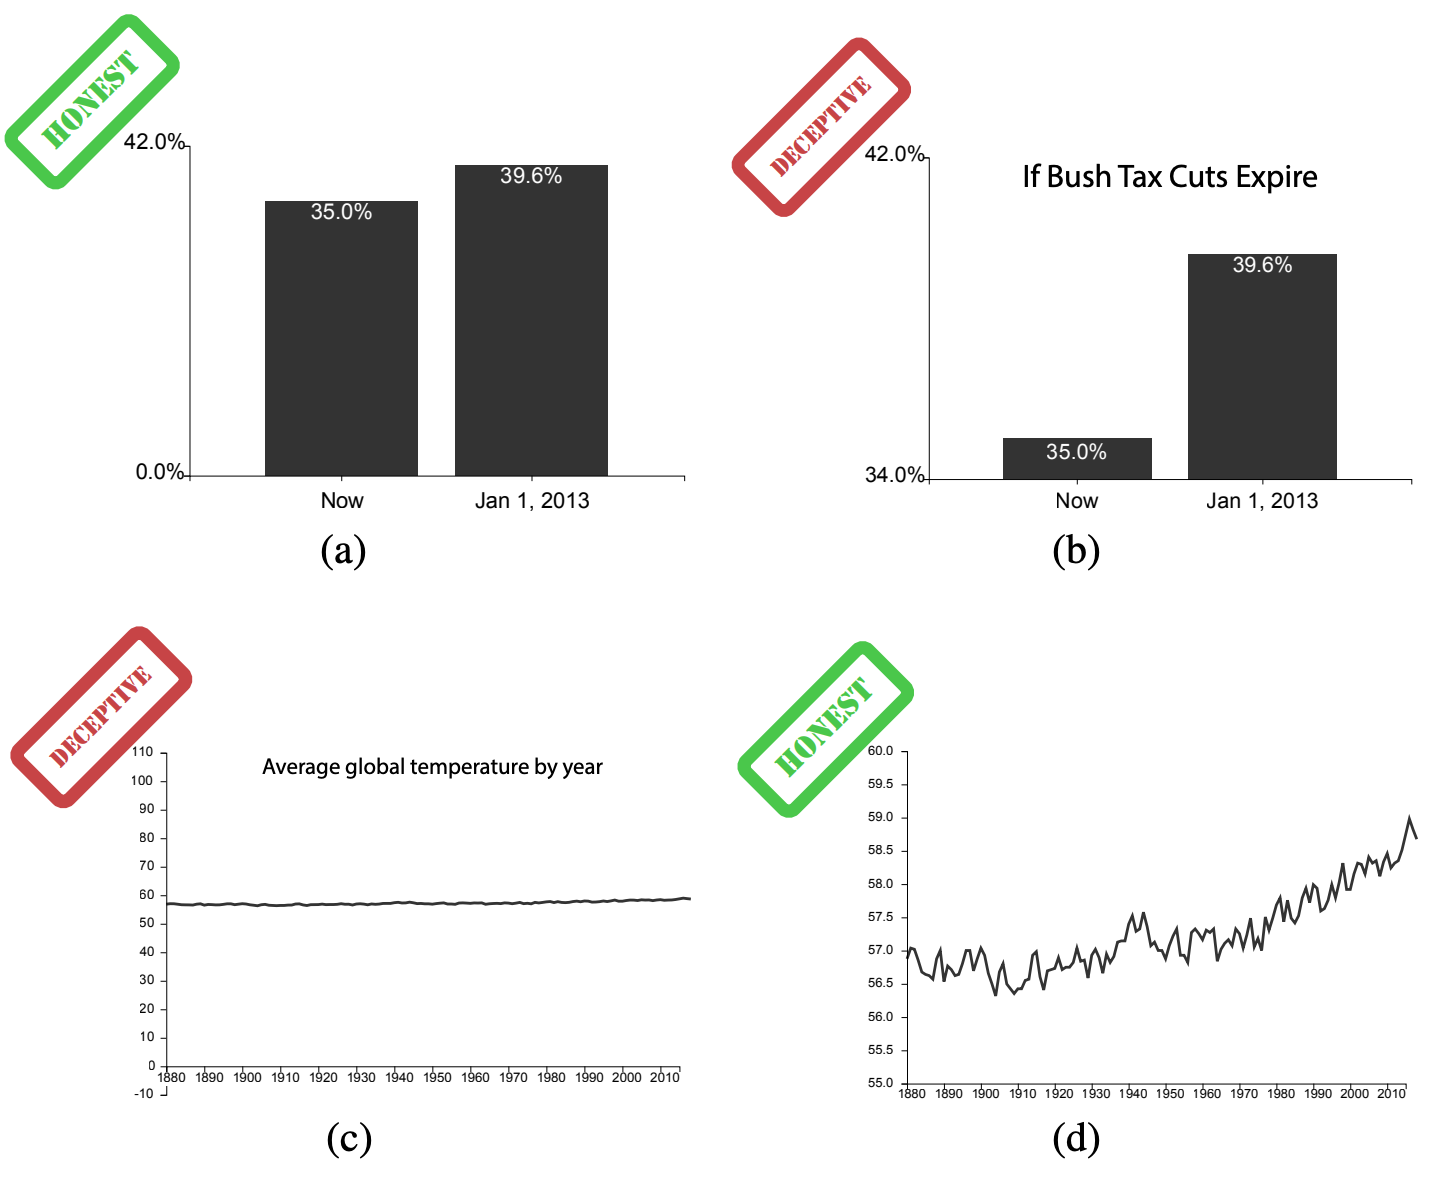 HONEST
42.0%
39.6%
35.0%
0.0%
Now
Jan 1, 2013
(a)
DECEPTIVE
42.0%
If Bush Tax Cuts Expire
39.6%
35.0%
34.0%
Now
Jan 1, 2013
(b)
DECEPTIVE
Average global temperature by year
110
100
90
80
70
60
50
40
30
20
10
0
-10
1880 1890 1900 1910 1920 1930 1940 1950 1960 1970 1980 1990 2000 2010
(c)
HONEST
60.0
59.5
59.0
58.5
58.0
57.5
57.0
56.5
56.0
55.5
55.0
1880 1890 1900 1910 1920 1930 1940 1950 1960 1970 1980 1990 2000 2010
(d)